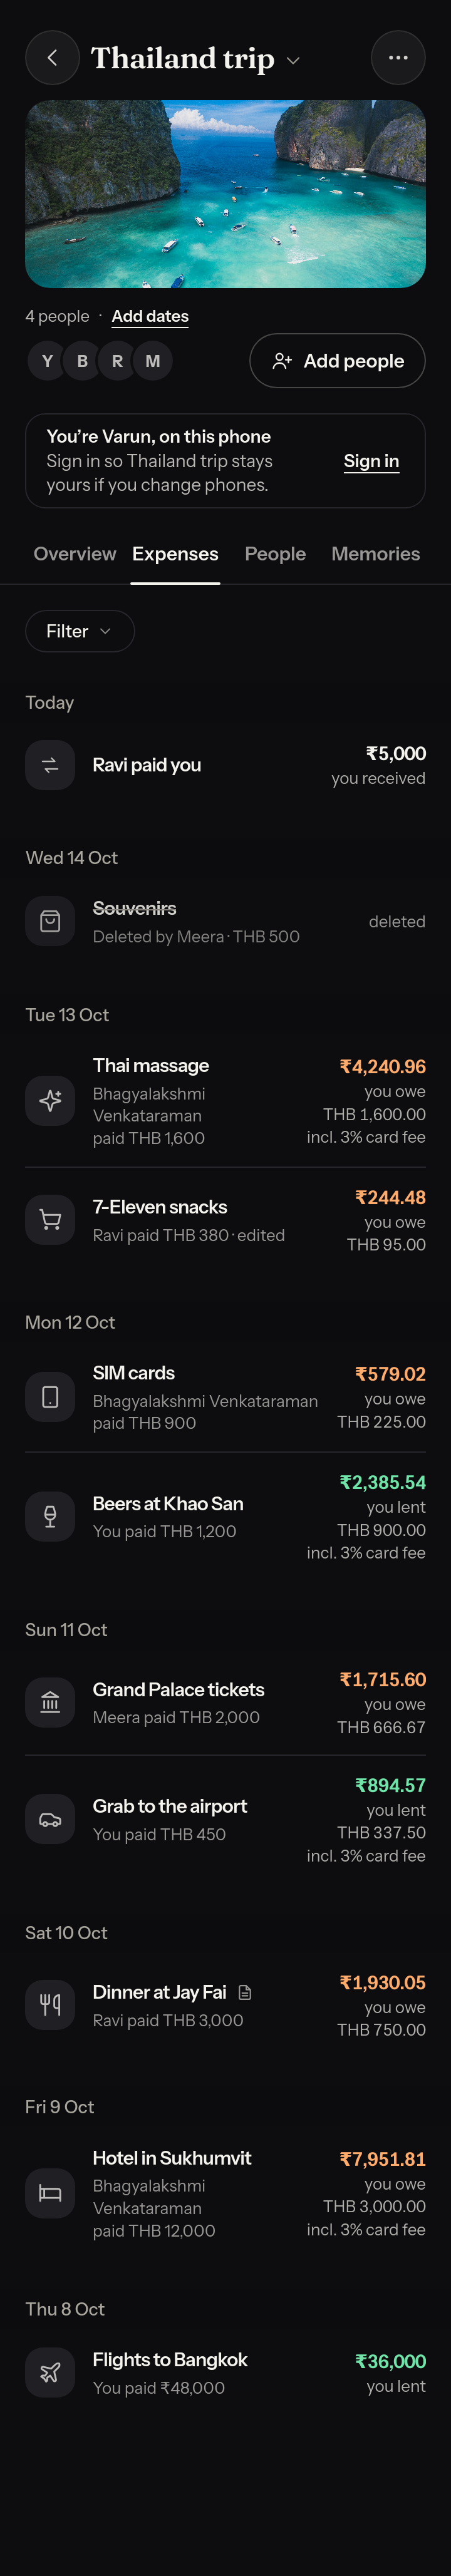 Thailand trip
4 people · Add dates
Y B R M
Add people
You’re Varun, on this phone
Sign in so Thailand trip stays
yours if you change phones.
Sign in
Overview Expenses People Memories
Filter
Today
Ravi paid you
₹5,000
you received
Wed 14 Oct
Souvenirs
Deleted by Meera · THB 500
deleted
Tue 13 Oct
Thai massage
Bhagyalakshmi
Venkataraman
paid THB 1,600
₹4,240.96
you owe
THB 1,600.00
incl. 3% card fee
7-Eleven snacks
Ravi paid THB 380 · edited
₹244.48
you owe
THB 95.00
Mon 12 Oct
SIM cards
Bhagyalakshmi Venkataraman
paid THB 900
₹579.02
you owe
THB 225.00
Beers at Khao San
You paid THB 1,200
₹2,385.54
you lent
THB 900.00
incl. 3% card fee
Sun 11 Oct
Grand Palace tickets
Meera paid THB 2,000
₹1,715.60
you owe
THB 666.67
Grab to the airport
You paid THB 450
₹894.57
you lent
THB 337.50
incl. 3% card fee
Sat 10 Oct
Dinner at Jay Fai
Ravi paid THB 3,000
₹1,930.05
you owe
THB 750.00
Fri 9 Oct
Hotel in Sukhumvit
Bhagyalakshmi
Venkataraman
paid THB 12,000
₹7,951.81
you owe
THB 3,000.00
incl. 3% card fee
Thu 8 Oct
Flights to Bangkok
You paid ₹48,000
₹36,000
you lent